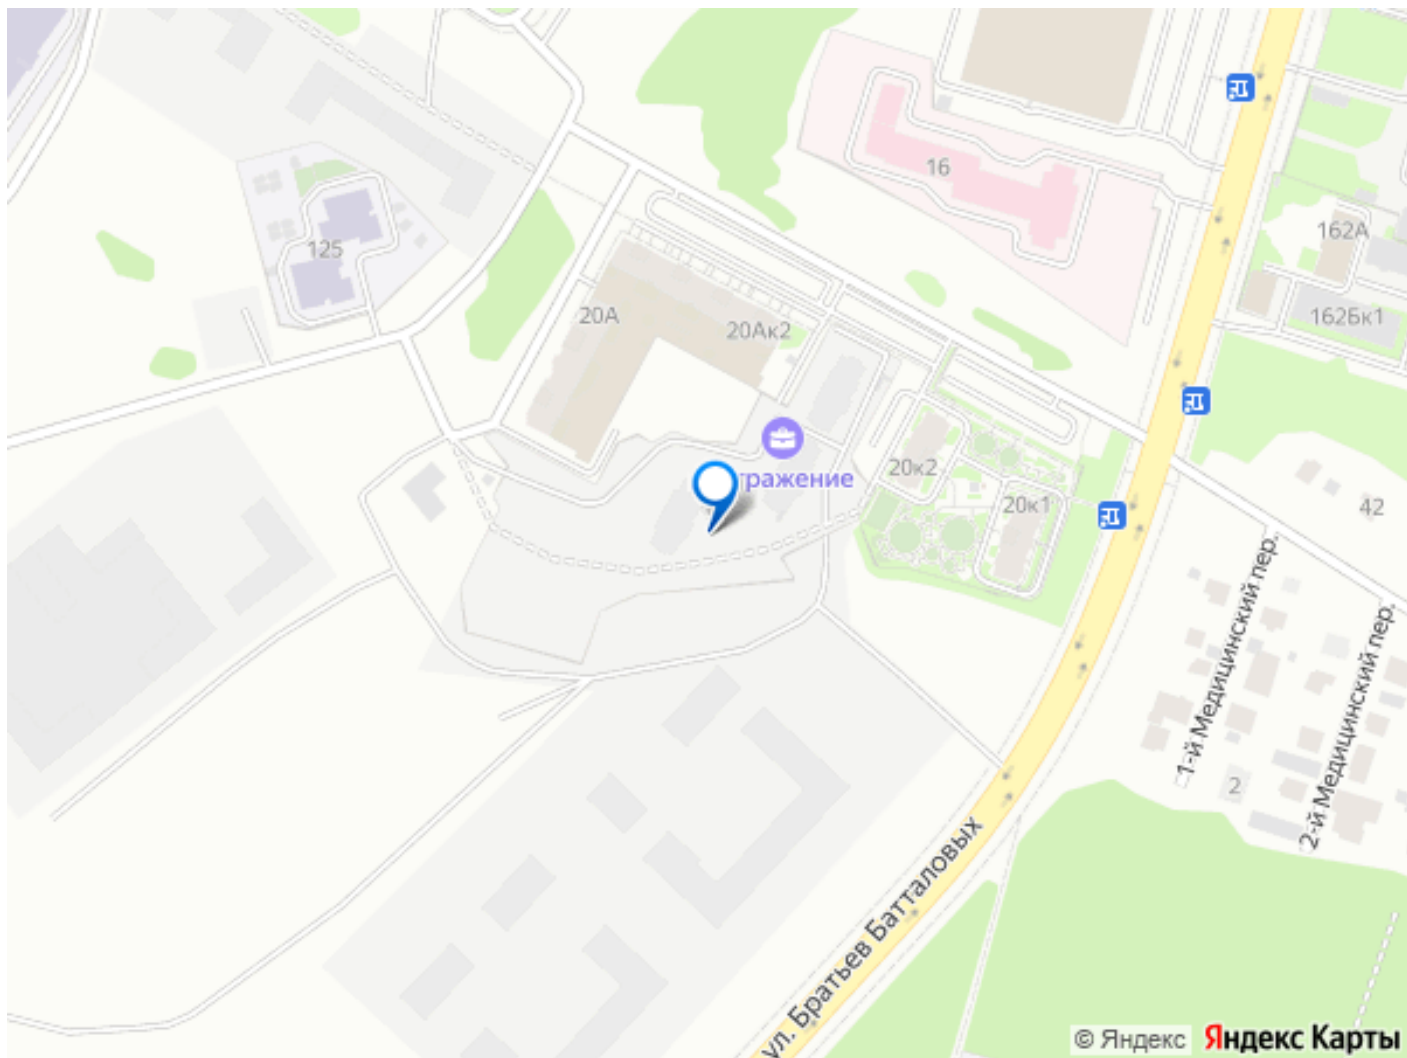 16
162А
125
162Бк1
20А
20Ак2
тражение
20к2
20к1
42
1-й Медицинский пер.
2-й Медицинский пер.
2
ул. Братьев Батталовых
© Яндекс Яндекс Карты